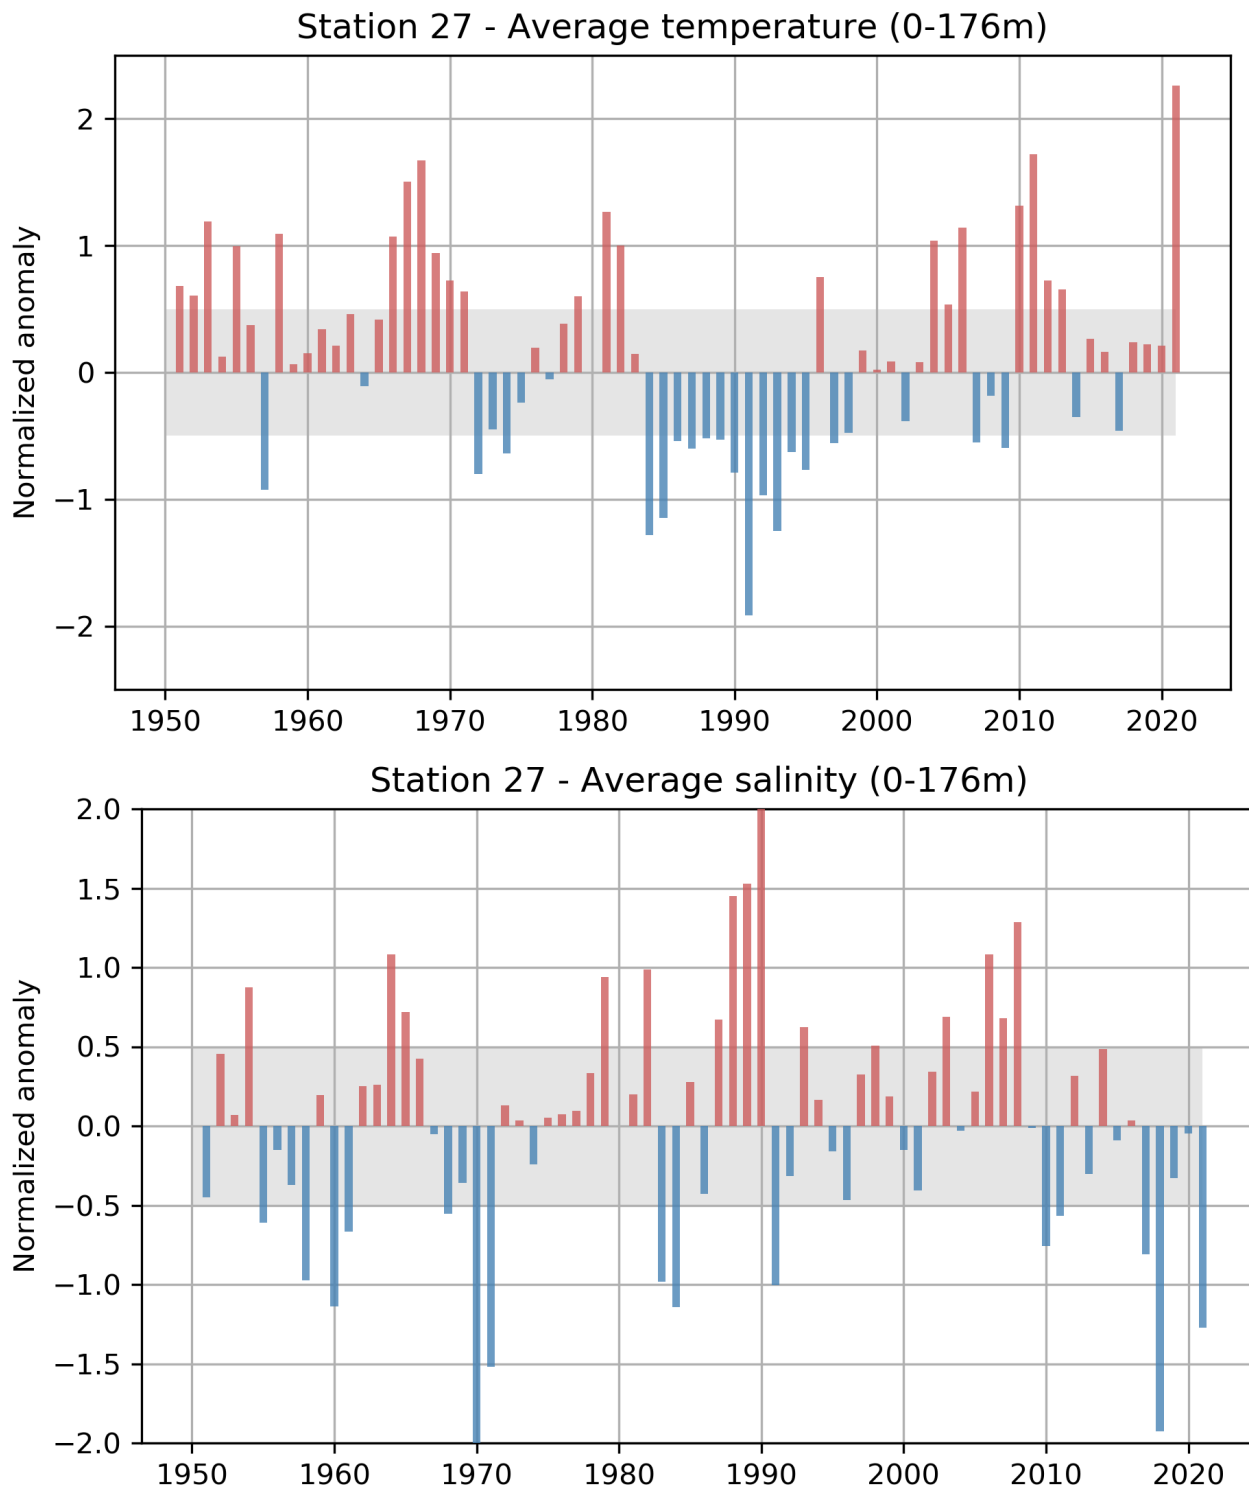 Station 27 - Average temperature (0-176m)
Normalized anomaly
2
1
0
−1
−2
1950 1960 1970 1980 1990 2000 2010 2020
Station 27 - Average salinity (0-176m)
Normalized anomaly
2.0
1.5
1.0
0.5
0.0
−0.5
−1.0
−1.5
−2.0
1950 1960 1970 1980 1990 2000 2010 2020